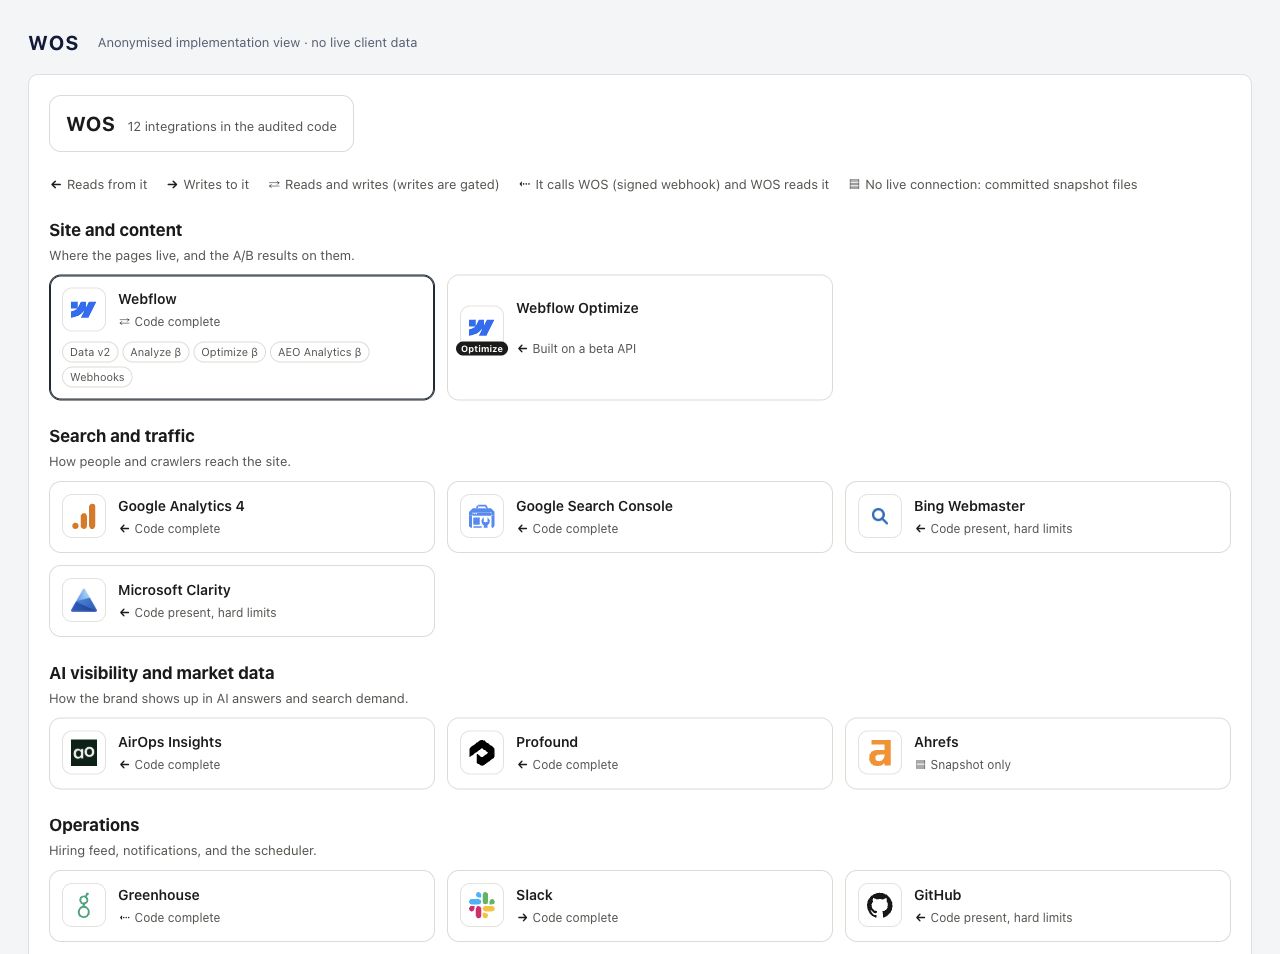 WOS Anonymised implementation view · no live client data
WOS 12 integrations in the audited code
← Reads from it → Writes to it ⇄ Reads and writes (writes are gated) ⇠ It calls WOS (signed webhook) and WOS reads it ▤ No live connection: committed snapshot files
Site and content
Where the pages live, and the A/B results on them.
Webflow
⇄ Code complete
Data v2 Analyze β Optimize β AEO Analytics β
Webhooks
Webflow Optimize
Optimize ← Built on a beta API
Search and traffic
How people and crawlers reach the site.
Google Analytics 4
← Code complete
Google Search Console
← Code complete
Bing Webmaster
← Code present, hard limits
Microsoft Clarity
← Code present, hard limits
AI visibility and market data
How the brand shows up in AI answers and search demand.
ao
AirOps Insights
← Code complete
Profound
← Code complete
a
Ahrefs
▤ Snapshot only
Operations
Hiring feed, notifications, and the scheduler.
Greenhouse
⇠ Code complete
Slack
→ Code complete
GitHub
← Code present, hard limits